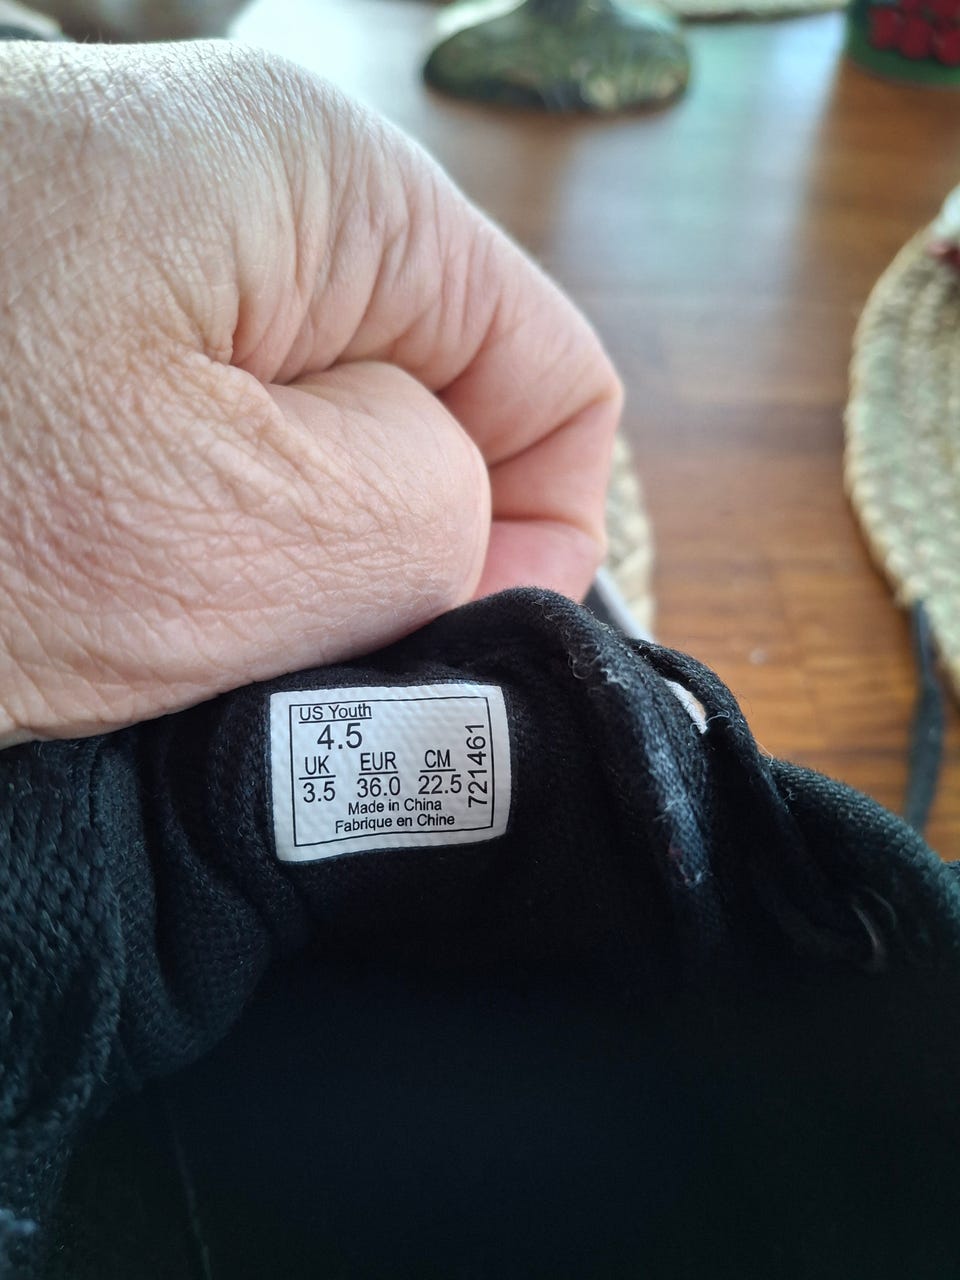 US Youth
4.5
UK EUR CM
3.5 36.0 22.5
Made in China
Fabrique en Chine
721461